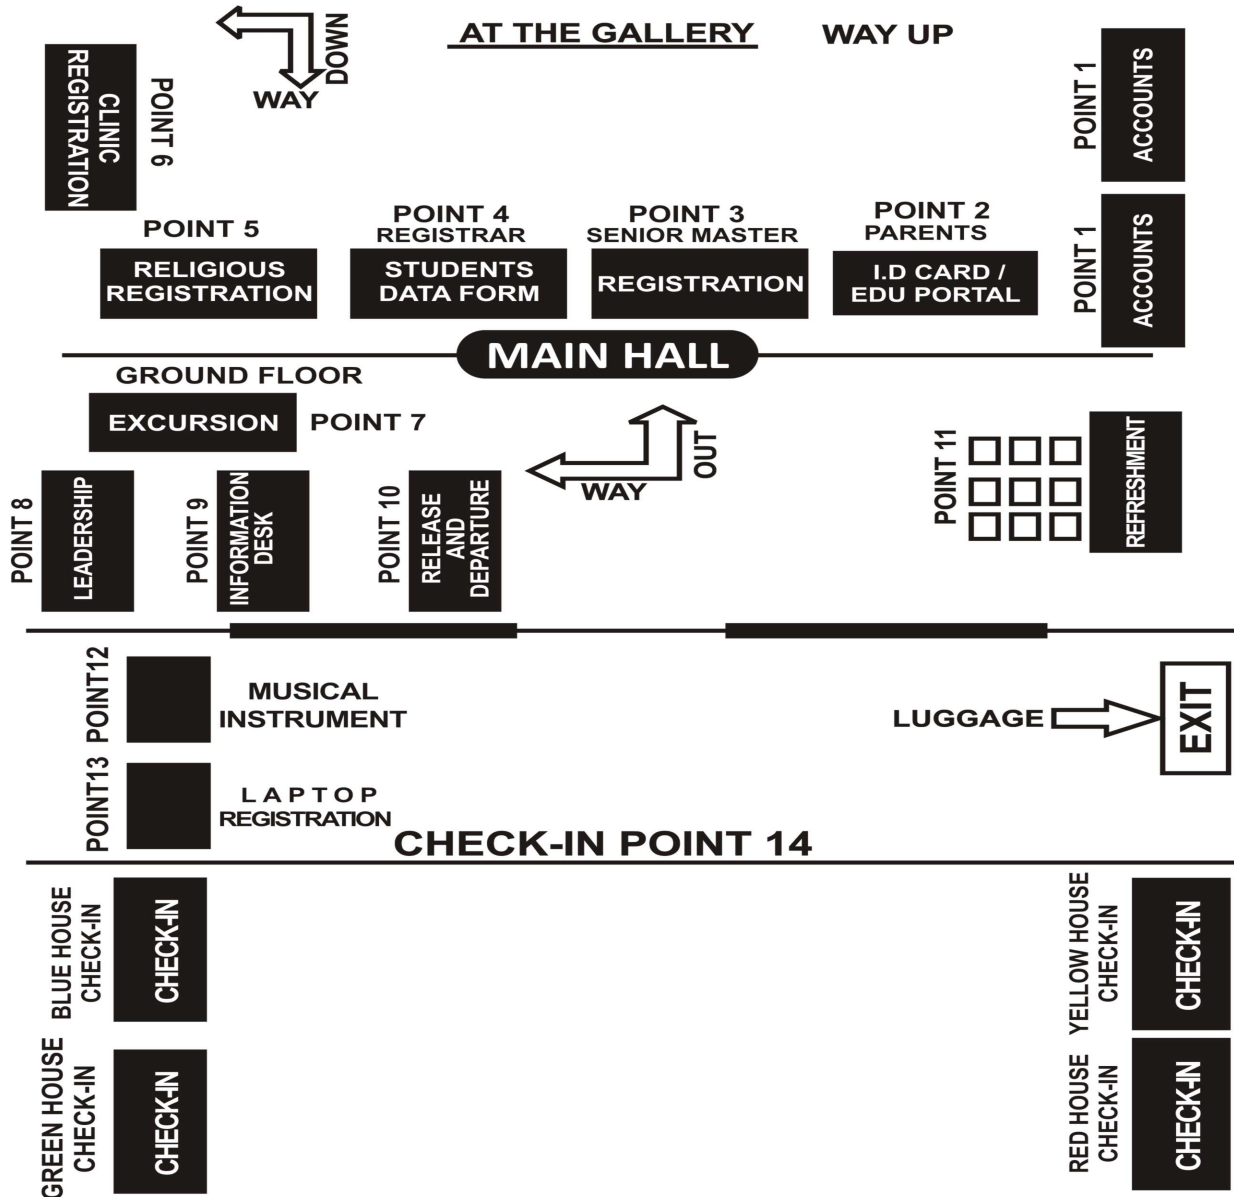 AT THE GALLERY
WAY UP
DOWN
WAY
CLINIC
REGISTRATION
POINT 6
POINT 1
ACCOUNTS
POINT 1
ACCOUNTS
POINT 5
RELIGIOUS
REGISTRATION
POINT 4
REGISTRAR
STUDENTS
DATA FORM
POINT 3
SENIOR MASTER
REGISTRATION
POINT 2
PARENTS
I.D CARD /
EDU PORTAL
MAIN HALL
GROUND FLOOR
EXCURSION
POINT 7
OUT
WAY
POINT 8
LEADERSHIP
POINT 9
INFORMATION
DESK
POINT 10
RELEASE
AND
DEPARTURE
POINT 11
REFRESHMENT
POINT12
MUSICAL
INSTRUMENT
LUGGAGE
EXIT
POINT13
LAPTOP
REGISTRATION
CHECK-IN POINT 14
BLUE HOUSE
CHECK-IN
CHECK-IN
YELLOW HOUSE
CHECK-IN
CHECK-IN
GREEN HOUSE
CHECK-IN
CHECK-IN
RED HOUSE
CHECK-IN
CHECK-IN